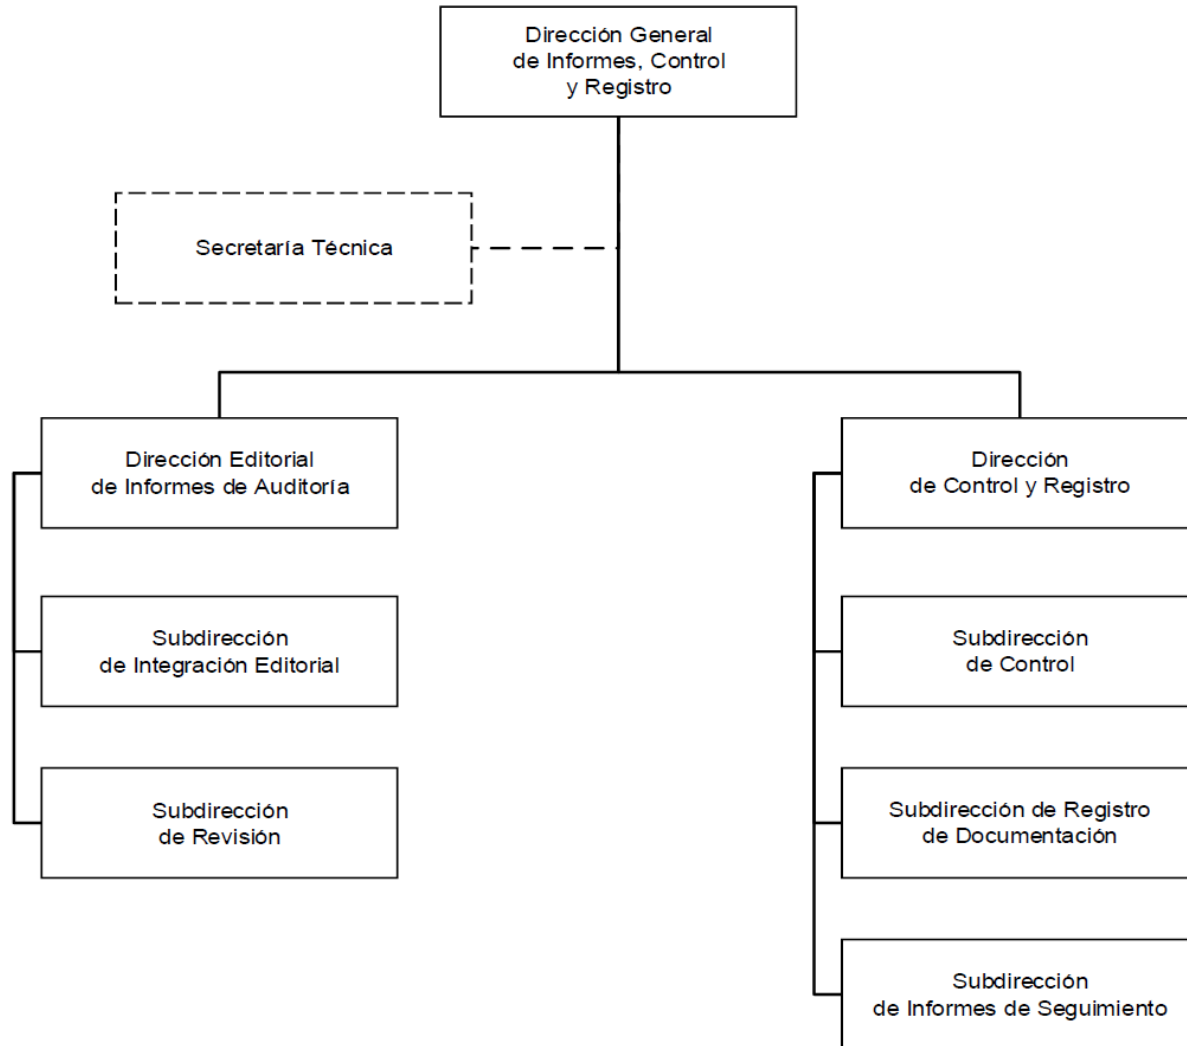 Dirección General
de Informes, Control
y Registro
Secretaría Técnica
Dirección Editorial
de Informes de Auditoría
Subdirección
de Integración Editorial
Subdirección
de Revisión
Dirección
de Control y Registro
Subdirección
de Control
Subdirección de Registro
de Documentación
Subdirección
de Informes de Seguimiento